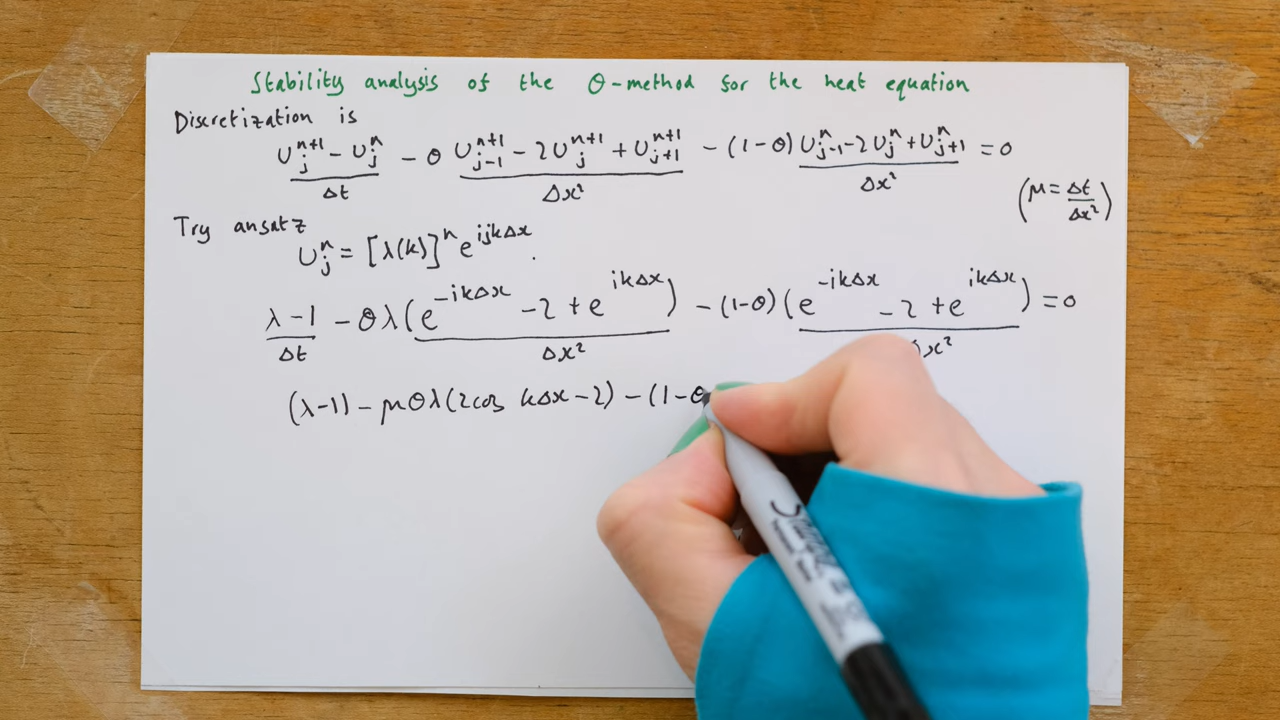 Stability analysis of the θ-method for the heat equation
Discretization is
(U_j^{n+1} - U_j^n)/Δt - θ (U_{j-1}^{n+1} - 2U_j^{n+1} + U_{j+1}^{n+1})/Δx² - (1-θ) (U_{j-1}^n - 2U_j^n + U_{j+1}^n)/Δx² = 0
(μ = Δt/Δx²)
Try ansatz
U_j^n = [λ(k)]^n e^{ijkΔx}.
(λ-1)/Δt - θλ(e^{-ikΔx} - 2 + e^{ikΔx})/Δx² - (1-θ)(e^{-ikΔx} - 2 + e^{ikΔx})/Δx² = 0
(λ-1) - μθλ(2cos kΔx - 2) - (1-θ